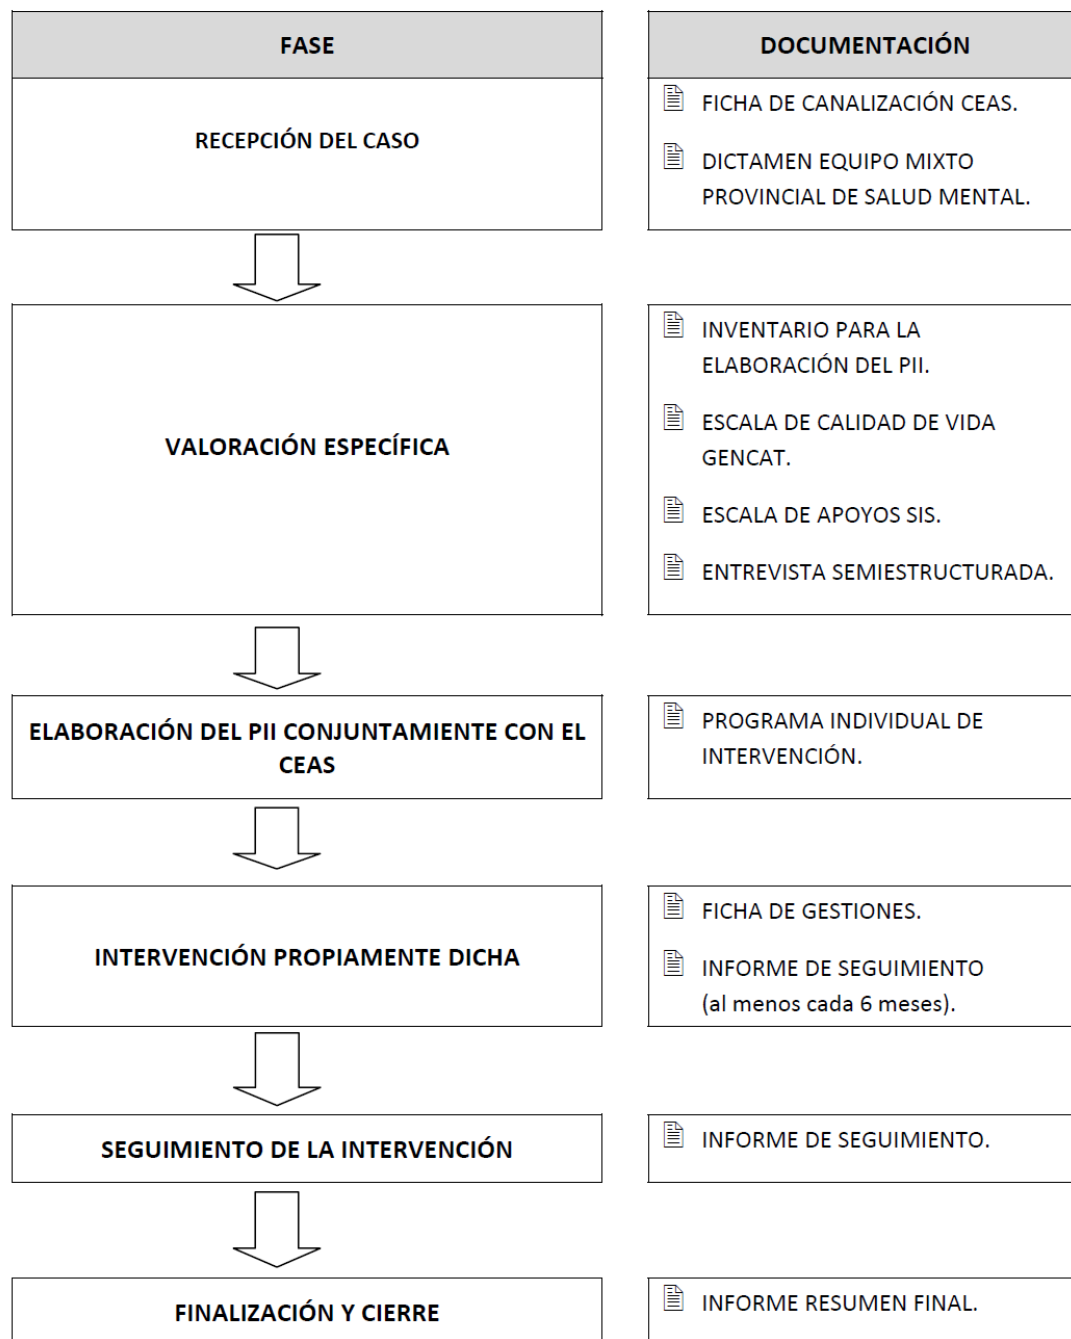 FASE
DOCUMENTACIÓN
RECEPCIÓN DEL CASO
FICHA DE CANALIZACIÓN CEAS.
DICTAMEN EQUIPO MIXTO
PROVINCIAL DE SALUD MENTAL.
VALORACIÓN ESPECÍFICA
INVENTARIO PARA LA
ELABORACIÓN DEL PII.
ESCALA DE CALIDAD DE VIDA
GENCAT.
ESCALA DE APOYOS SIS.
ENTREVISTA SEMIESTRUCTURADA.
ELABORACIÓN DEL PII CONJUNTAMIENTE CON EL
CEAS
PROGRAMA INDIVIDUAL DE
INTERVENCIÓN.
INTERVENCIÓN PROPIAMENTE DICHA
FICHA DE GESTIONES.
INFORME DE SEGUIMIENTO
(al menos cada 6 meses).
SEGUIMIENTO DE LA INTERVENCIÓN
INFORME DE SEGUIMIENTO.
FINALIZACIÓN Y CIERRE
INFORME RESUMEN FINAL.